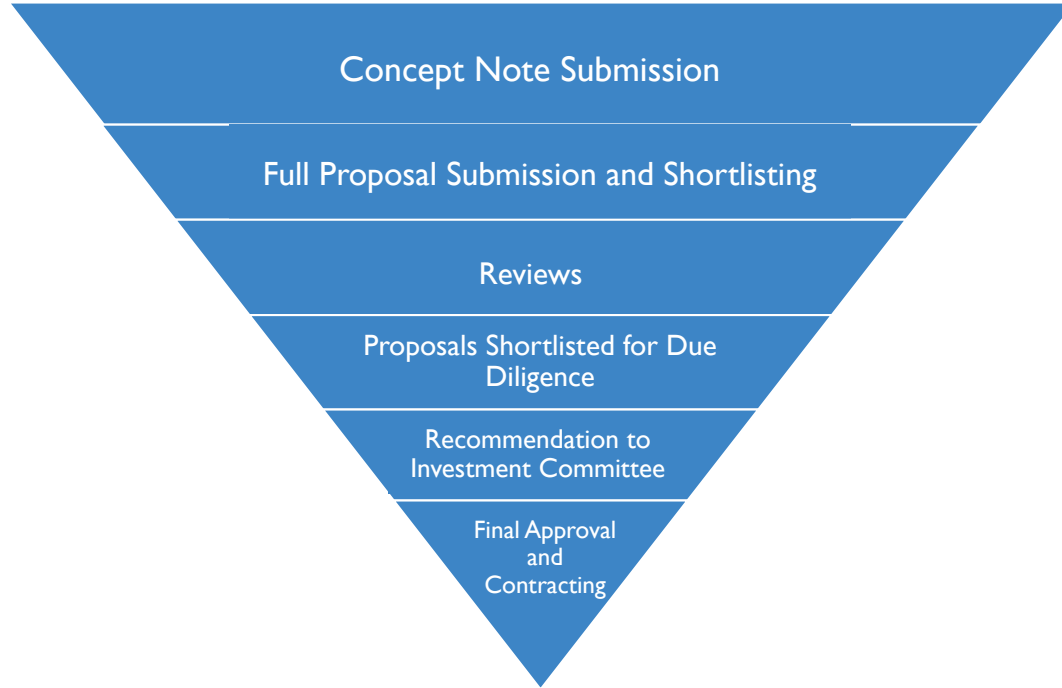 Concept Note Submission
Full Proposal Submission and Shortlisting
Reviews
Proposals Shortlisted for Due
Diligence
Recommendation to
Investment Committee
Final Approval
and
Contracting